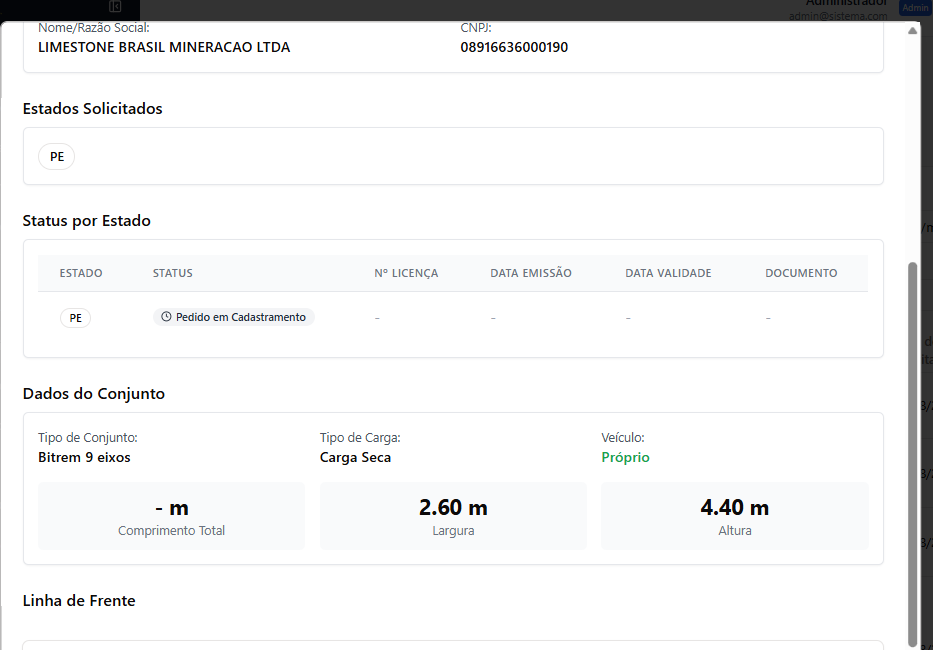 Administrador
admin@sistema.com
Admin
Nome/Razão Social: CNPJ:
LIMESTONE BRASIL MINERACAO LTDA 08916636000190
Estados Solicitados
PE
Status por Estado
ESTADO STATUS Nº LICENÇA DATA EMISSÃO DATA VALIDADE DOCUMENTO
PE Pedido em Cadastramento - - - -
Dados do Conjunto
Tipo de Conjunto: Tipo de Carga: Veículo:
Bitrem 9 eixos Carga Seca Próprio
- m 2.60 m 4.40 m
Comprimento Total Largura Altura
Linha de Frente